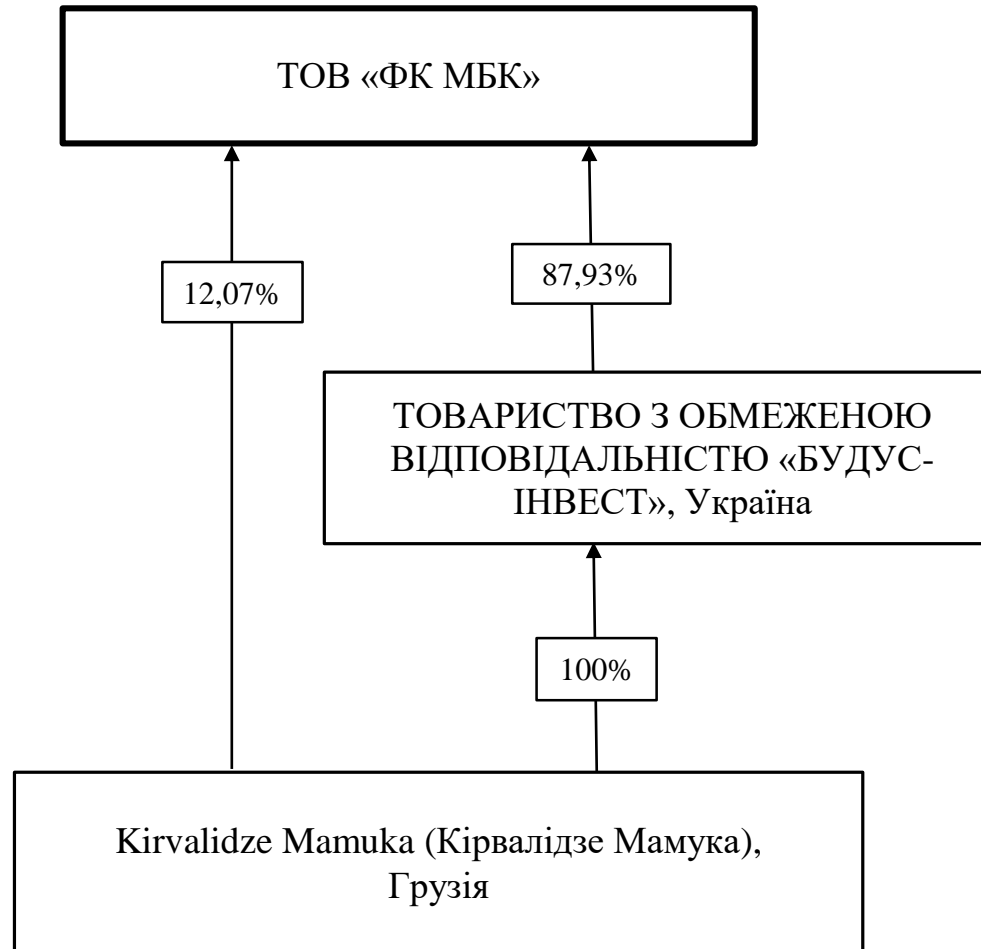 ТОВ «ФК МБК»
12,07%
87,93%
ТОВАРИСТВО З ОБМЕЖЕНОЮ
ВІДПОВІДАЛЬНІСТЮ «БУДУС-
ІНВЕСТ», Україна
100%
Kirvalidze Mamuka (Кірвалідзе Мамука),
Грузія